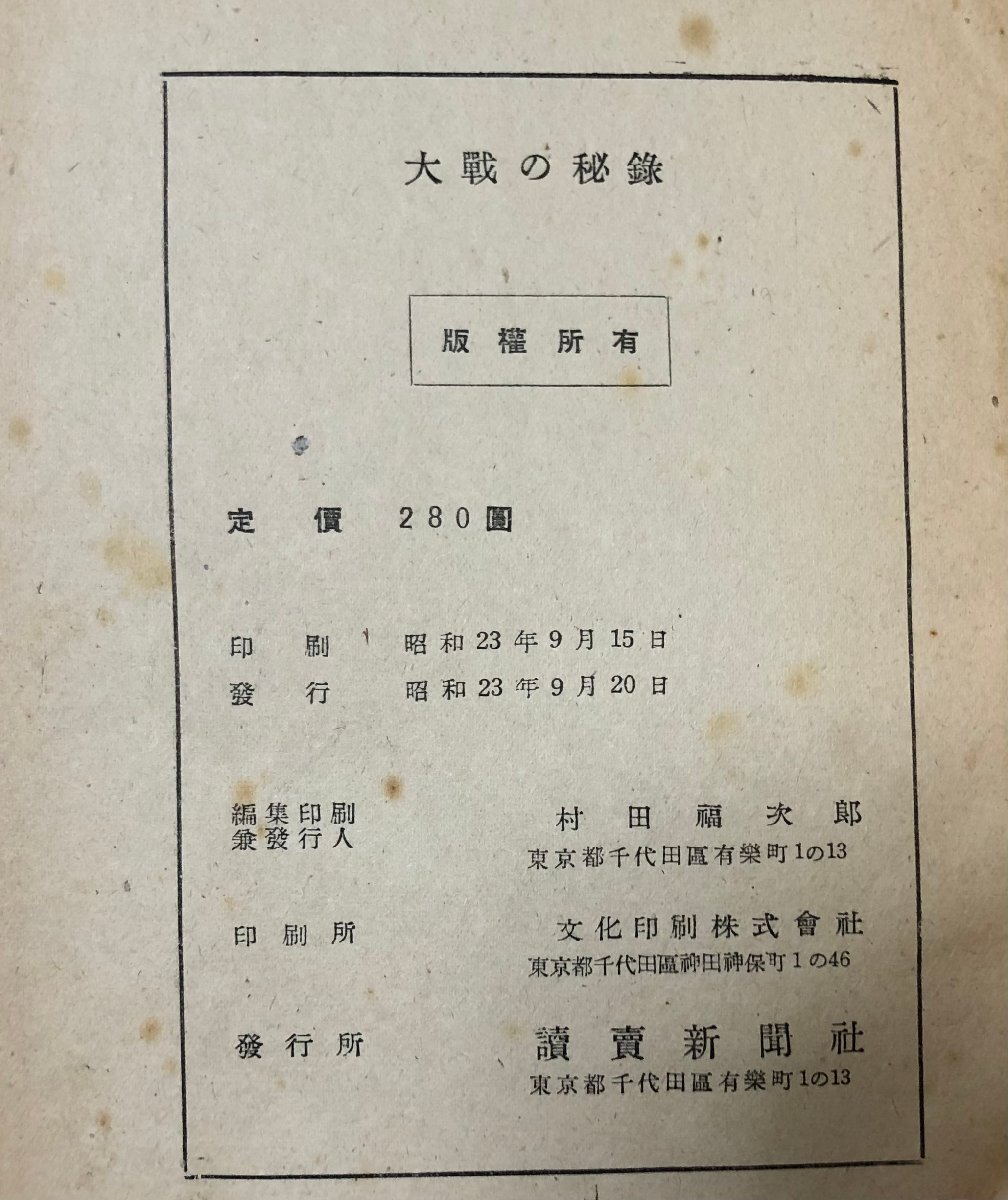 大戰の秘錄
版權所有
定價 280圓
印刷 昭和23年9月15日
發行 昭和23年9月20日
編集印刷
兼發行人
村田福次郎
東京都千代田區有樂町1の13
印刷所 文化印刷株式會社
東京都千代田區神田神保町1の46
發行所 讀賣新聞社
東京都千代田區有樂町1の13